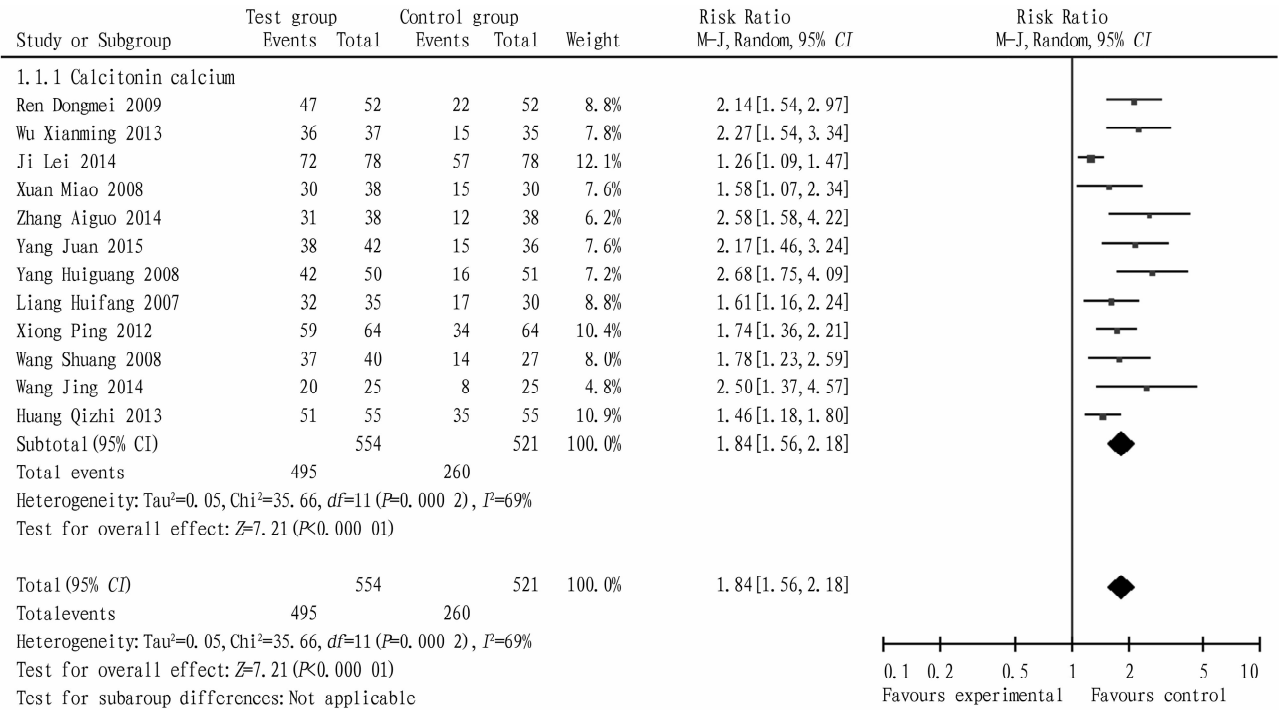 Test group Control group Risk Ratio Risk Ratio
Study or Subgroup Events Total Events Total Weight M-J, Random, 95% CI M-J, Random, 95% CI
1.1.1 Calcitonin calcium
Ren Dongmei 2009 47 52 22 52 8.8% 2.14[1.54, 2.97]
Wu Xianming 2013 36 37 15 35 7.8% 2.27[1.54, 3.34]
Ji Lei 2014 72 78 57 78 12.1% 1.26[1.09, 1.47]
Xuan Miao 2008 30 38 15 30 7.6% 1.58[1.07, 2.34]
Zhang Aiguo 2014 31 38 12 38 6.2% 2.58[1.58, 4.22]
Yang Juan 2015 38 42 15 36 7.6% 2.17[1.46, 3.24]
Yang Huiguang 2008 42 50 16 51 7.2% 2.68[1.75, 4.09]
Liang Huifang 2007 32 35 17 30 8.8% 1.61[1.16, 2.24]
Xiong Ping 2012 59 64 34 64 10.4% 1.74[1.36, 2.21]
Wang Shuang 2008 37 40 14 27 8.0% 1.78[1.23, 2.59]
Wang Jing 2014 20 25 8 25 4.8% 2.50[1.37, 4.57]
Huang Qizhi 2013 51 55 35 55 10.9% 1.46[1.18, 1.80]
Subtotal(95% CI) 554 521 100.0% 1.84[1.56, 2.18]
Total events 495 260
Heterogeneity: Tau²=0.05, Chi²=35.66, df=11(P=0.000 2), I²=69%
Test for overall effect: Z=7.21(P<0.000 01)
Total(95% CI) 554 521 100.0% 1.84[1.56, 2.18]
Totalevents 495 260
Heterogeneity: Tau²=0.05, Chi²=35.66, df=11(P=0.000 2), I²=69%
Test for overall effect: Z=7.21(P<0.000 01)
0.1 0.2 0.5 1 2 5 10
Test for subaroup differences: Not applicable
Favours experimental Favours control